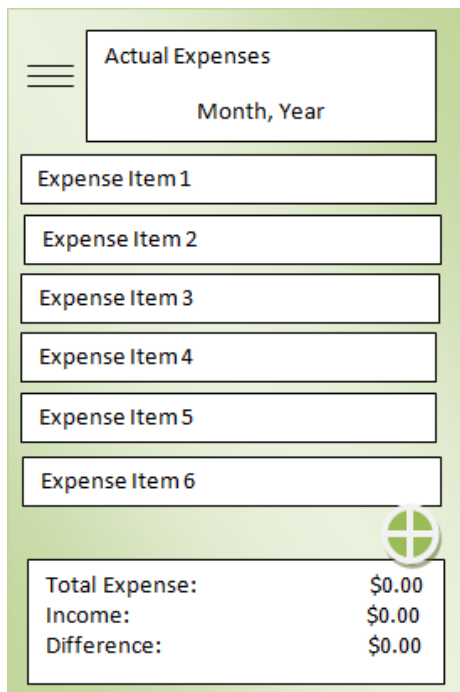 Actual Expenses
Month, Year
Expense Item 1
Expense Item 2
Expense Item 3
Expense Item 4
Expense Item 5
Expense Item 6
Total Expense: $0.00
Income: $0.00
Difference: $0.00